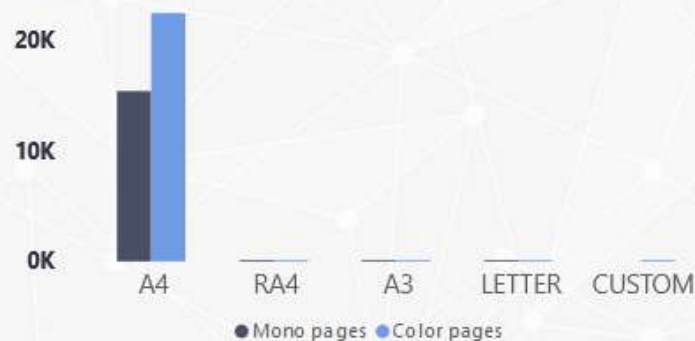 20K
10K
0K
A4 RA4 A3 LETTER CUSTOM
Mono pages Color pages